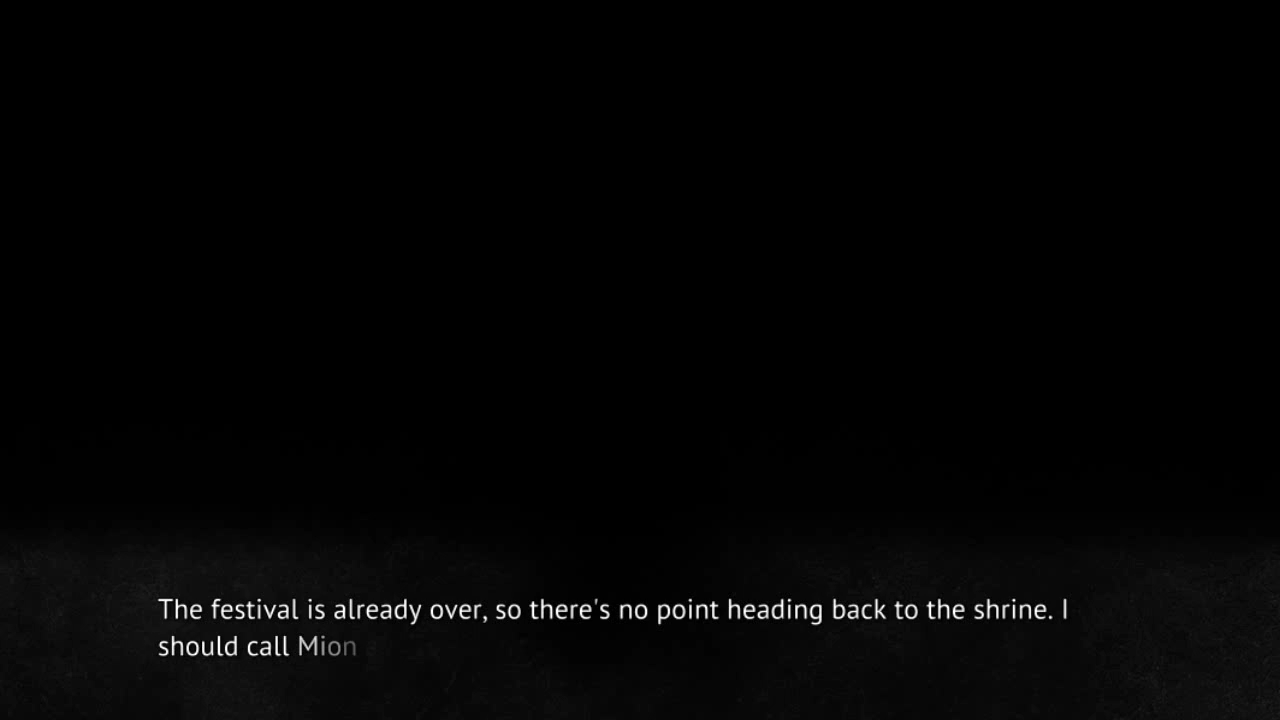 The festival is already over, so there's no point heading back to the shrine. I
should call Mion